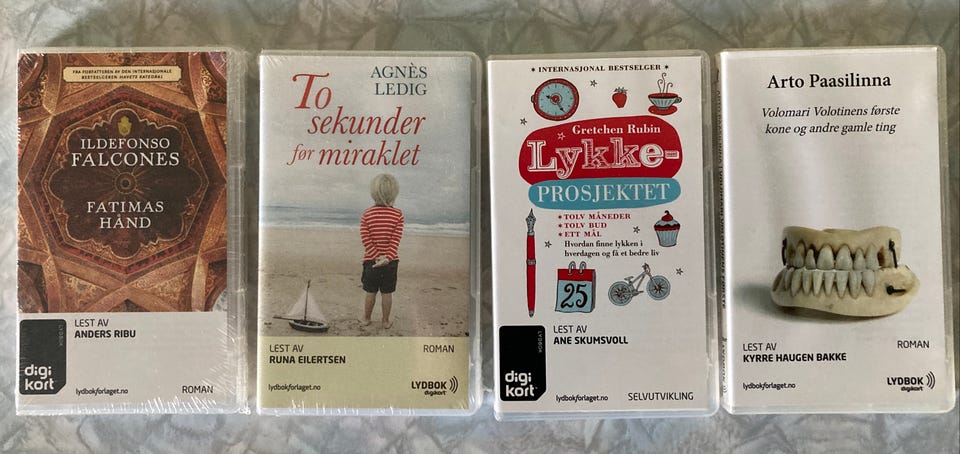 FRA FORFATTEREN AV DEN INTERNASJONALE
BESTSELGEREN HAVETS KATEDRAL
ILDEFONSO
FALCONES
FATIMAS
HÅND
LYDBOK
digi
kort
LEST AV
ANDERS RIBU
lydbokforlaget.no
ROMAN
AGNÈS
LEDIG
To
sekunder
før miraklet
LEST AV
RUNA EILERTSEN
ROMAN
lydbokforlaget.no
LYDBOK
digikort
* INTERNASJONAL BESTSELGER *
Gretchen Rubin
Lykke-
PROSJEKTET
* TOLV MÅNEDER
* TOLV BUD
* ETT MÅL
Hvordan finne lykken i
hverdagen og få et bedre liv
25
LYDBOK
digi
kort
LEST AV
ANE SKUMSVOLL
lydbokforlaget.no
SELVUTVIKLING
Arto Paasilinna
Volomari Volotinens første
kone og andre gamle ting
LEST AV
KYRRE HAUGEN BAKKE
ROMAN
lydbokforlaget.no
LYDBOK
digikort